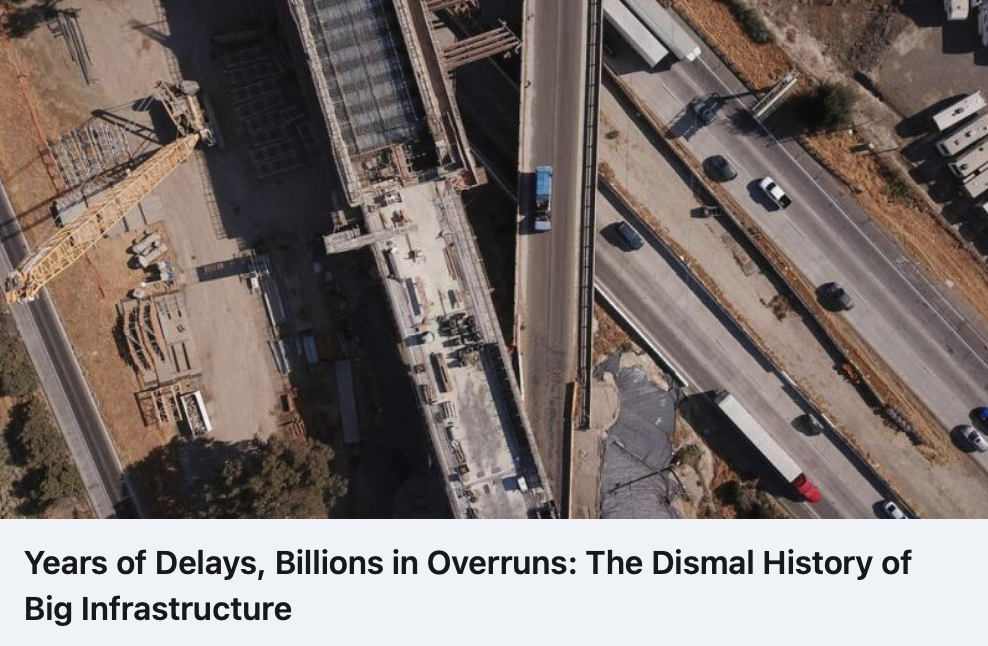 Years of Delays, Billions in Overruns: The Dismal History of
Big Infrastructure